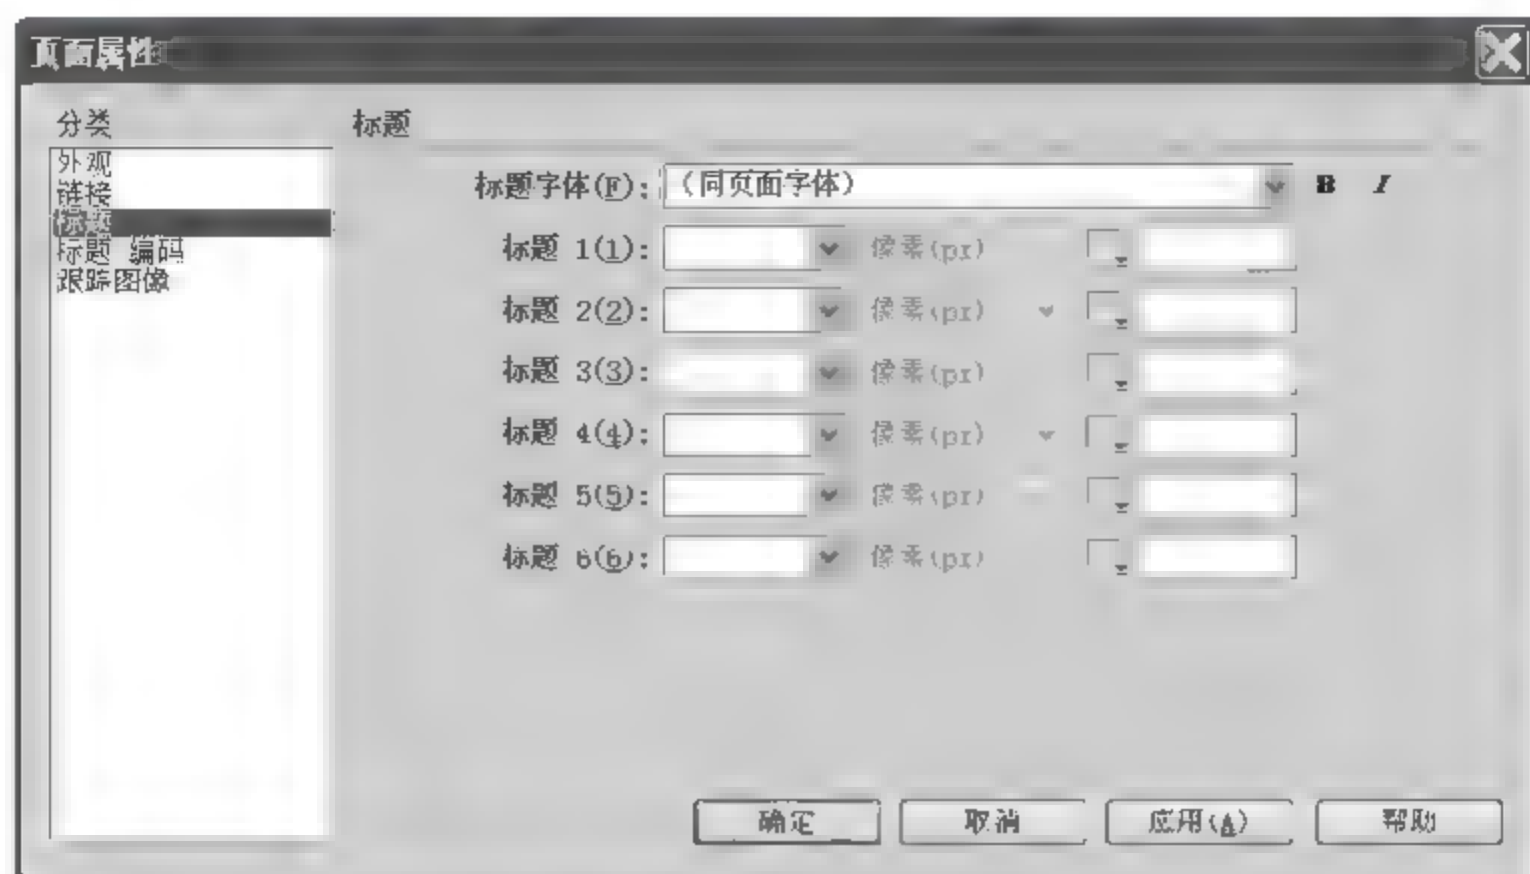 页面属性
分类
外观
链接
标题
标题 编码
跟踪图像
标题
标题字体(F): (同页面字体) B I
标题 1(1): 像素(px)
标题 2(2): 像素(px)
标题 3(3): 像素(px)
标题 4(4): 像素(px)
标题 5(5): 像素(px)
标题 6(6): 像素(px)
确定 取消 应用(A) 帮助